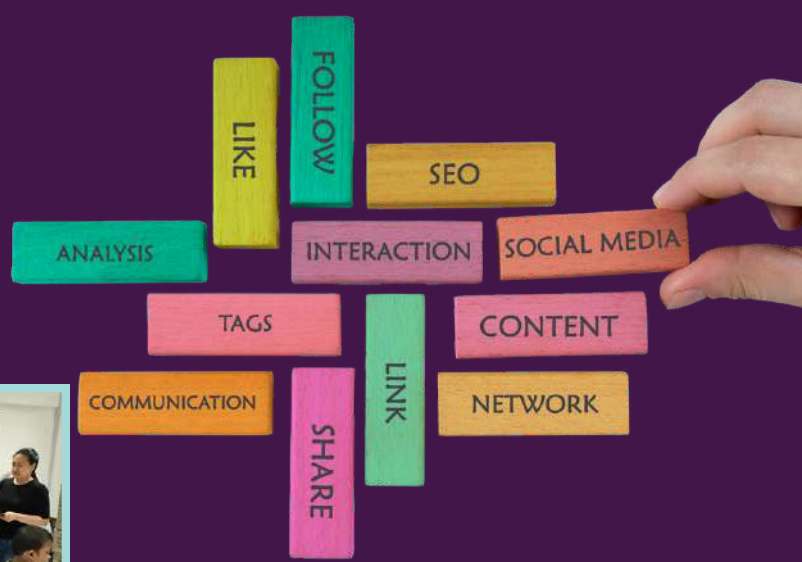 FOLLOW
LIKE
SEO
ANALYSIS
INTERACTION
SOCIAL MEDIA
TAGS
CONTENT
LINK
COMMUNICATION
NETWORK
SHARE